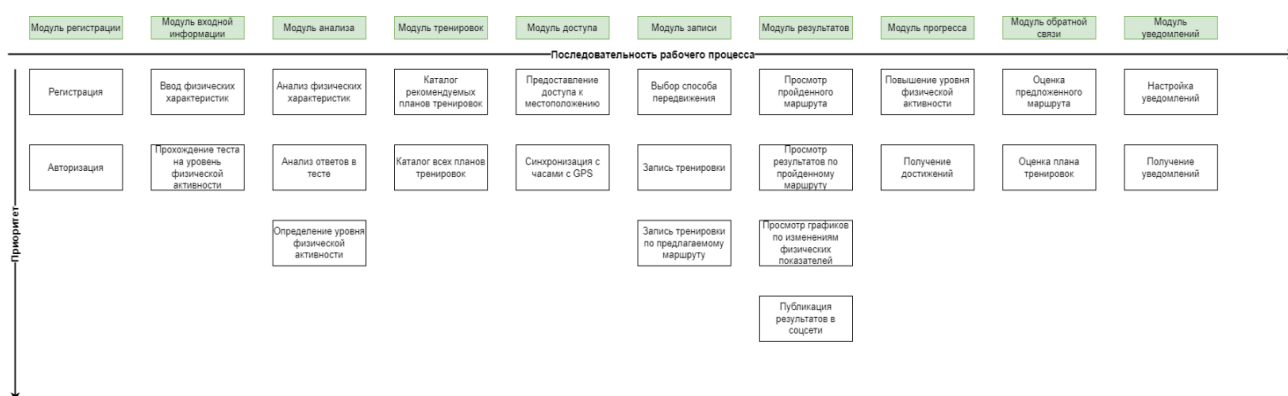 Модуль регистрации
Модуль входной
информации
Модуль анализа
Модуль тренировок
Модуль доступа
Модуль записи
Модуль результатов
Модуль прогресса
Модуль обратной
связи
Модуль
уведомлений
Последовательность рабочего процесса
Приоритет
Регистрация
Ввод физических
характеристик
Анализ физических
характеристик
Каталог
рекомендуемых
планов тренировок
Предоставление
доступа к
местоположению
Выбор способа
передвижения
Просмотр
пройденного
маршрута
Повышение уровня
физической
активности
Оценка
предложенного
маршрута
Настройка
уведомлений
Авторизация
Прохождение теста
на уровень
физической
активности
Анализ ответов в
тесте
Каталог всех планов
тренировок
Синхронизация с
часами с GPS
Запись тренировки
Просмотр
результатов по
пройденному
маршруту
Получение
достижений
Оценка плана
тренировок
Получение
уведомлений
Определение уровня
физической
активности
Запись тренировки
по предлагаемому
маршруту
Просмотр графиков
по изменениям
физических
показателей
Публикация
результатов в
соцсети